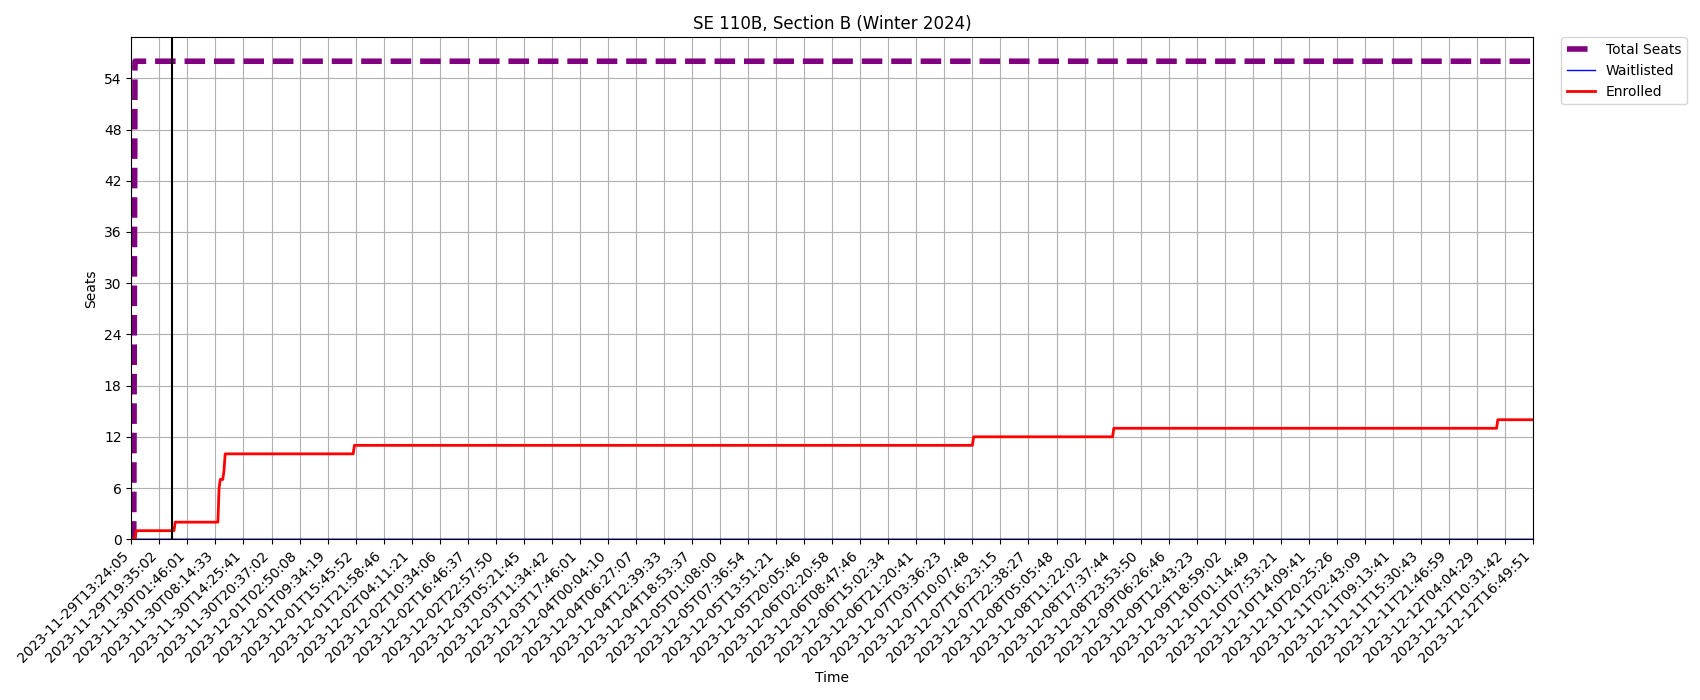 SE 110B, Section B (Winter 2024)
Total Seats
Waitlisted
Enrolled
54
48
42
36
30
24
18
12
6
0
Seats
2023-11-29T13:24:05
2023-11-29T19:35:02
2023-11-30T01:46:01
2023-11-30T08:14:33
2023-11-30T14:25:41
2023-11-30T20:37:02
2023-12-01T02:50:08
2023-12-01T09:34:19
2023-12-01T15:45:52
2023-12-01T21:58:46
2023-12-02T04:11:21
2023-12-02T10:34:06
2023-12-02T16:46:37
2023-12-02T22:57:50
2023-12-03T05:21:45
2023-12-03T11:34:42
2023-12-03T17:46:01
2023-12-04T00:04:10
2023-12-04T06:27:07
2023-12-04T12:39:33
2023-12-04T18:53:37
2023-12-05T01:08:00
2023-12-05T07:36:54
2023-12-05T13:51:21
2023-12-05T20:05:46
2023-12-06T02:20:58
2023-12-06T08:47:46
2023-12-06T15:02:34
2023-12-06T21:20:41
2023-12-07T03:36:23
2023-12-07T10:07:48
2023-12-07T16:23:15
2023-12-07T22:38:27
2023-12-08T05:05:48
2023-12-08T11:22:02
2023-12-08T17:37:44
2023-12-08T23:53:50
2023-12-09T06:26:46
2023-12-09T12:43:23
2023-12-09T18:59:02
2023-12-10T01:14:49
2023-12-10T07:53:21
2023-12-10T14:09:41
2023-12-10T20:25:26
2023-12-11T02:43:09
2023-12-11T09:13:41
2023-12-11T15:30:43
2023-12-11T21:46:59
2023-12-12T04:04:29
2023-12-12T10:31:42
2023-12-12T16:49:51
Time